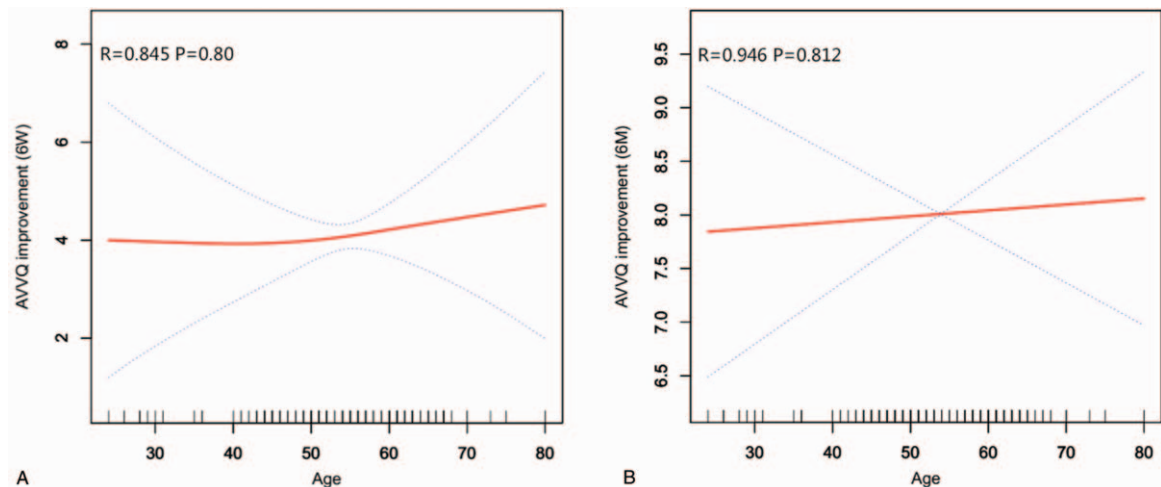 R=0.845 P=0.80
AVVQ improvement (6W)
8
6
4
2
30 40 50 60 70 80
Age
A
R=0.946 P=0.812
AVVQ improvement (6M)
9.5
9.0
8.5
8.0
7.5
7.0
6.5
30 40 50 60 70 80
Age
B